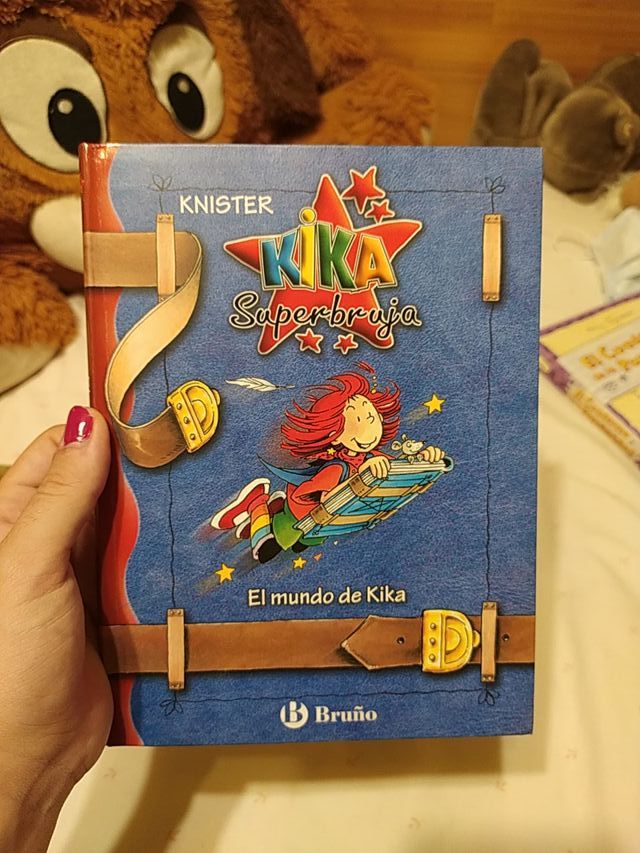 KNISTER
KIKA
Superbruja
El mundo de Kika
B Bruño